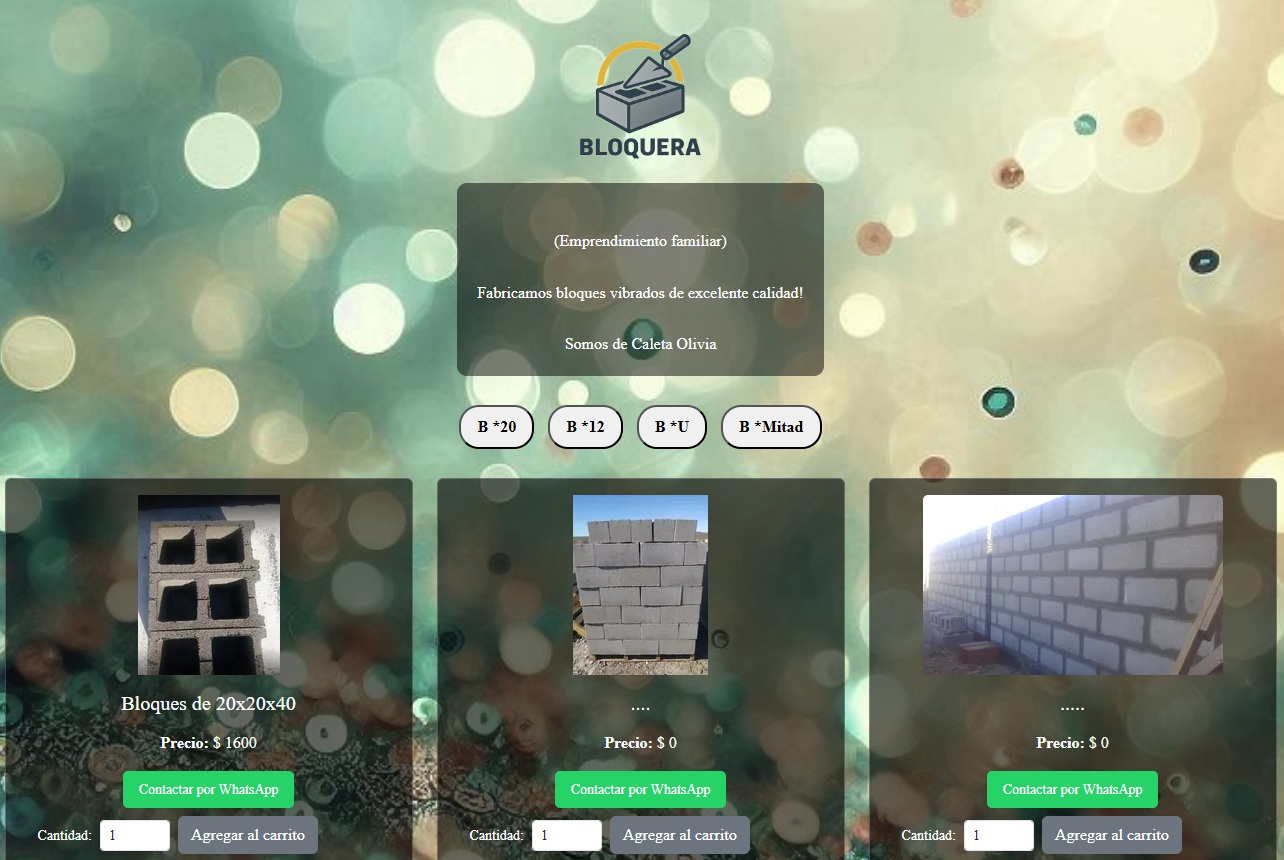 BLOQUERA
(Emprendimiento familiar)
Fabricamos bloques vibrados de excelente calidad!
Somos de Caleta Olivia
B *20 B *12 B *U B *Mitad
Bloques de 20x20x40
Precio: $ 1600
Contactar por WhatsApp
Cantidad: 1 Agregar al carrito
....
Precio: $ 0
Contactar por WhatsApp
Cantidad: 1 Agregar al carrito
.....
Precio: $ 0
Contactar por WhatsApp
Cantidad: 1 Agregar al carrito